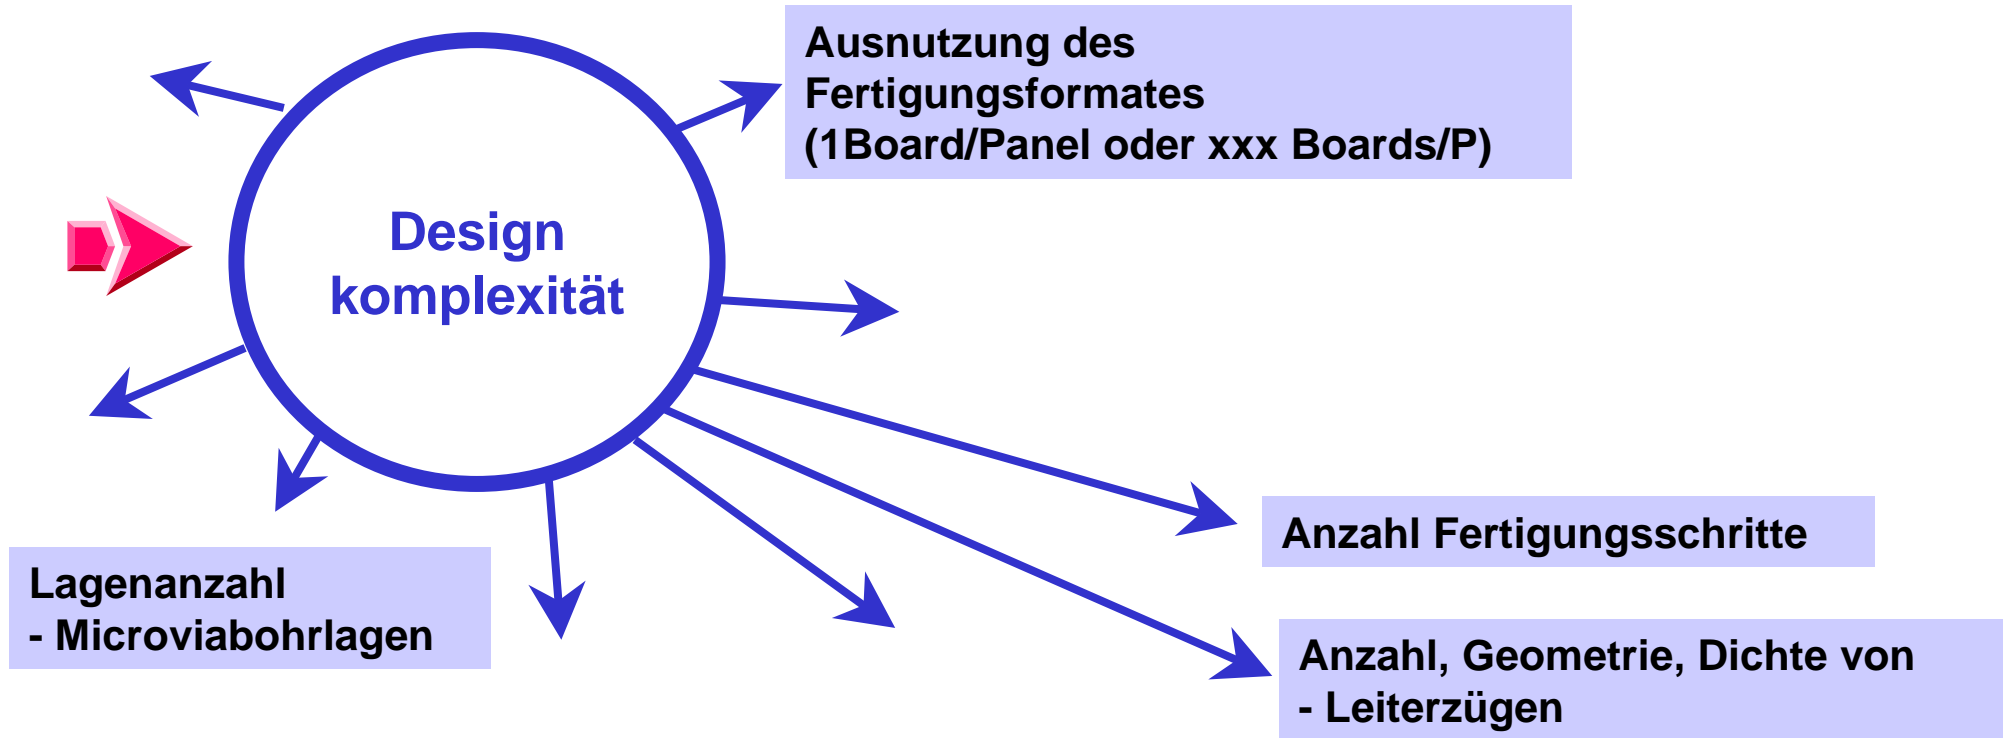 Ausnutzung des
Fertigungsformates
(1Board/Panel oder xxx Boards/P)
Design
komplexität
Anzahl Fertigungsschritte
Lagenanzahl
- Microviabohrlagen
Anzahl, Geometrie, Dichte von
- Leiterzügen